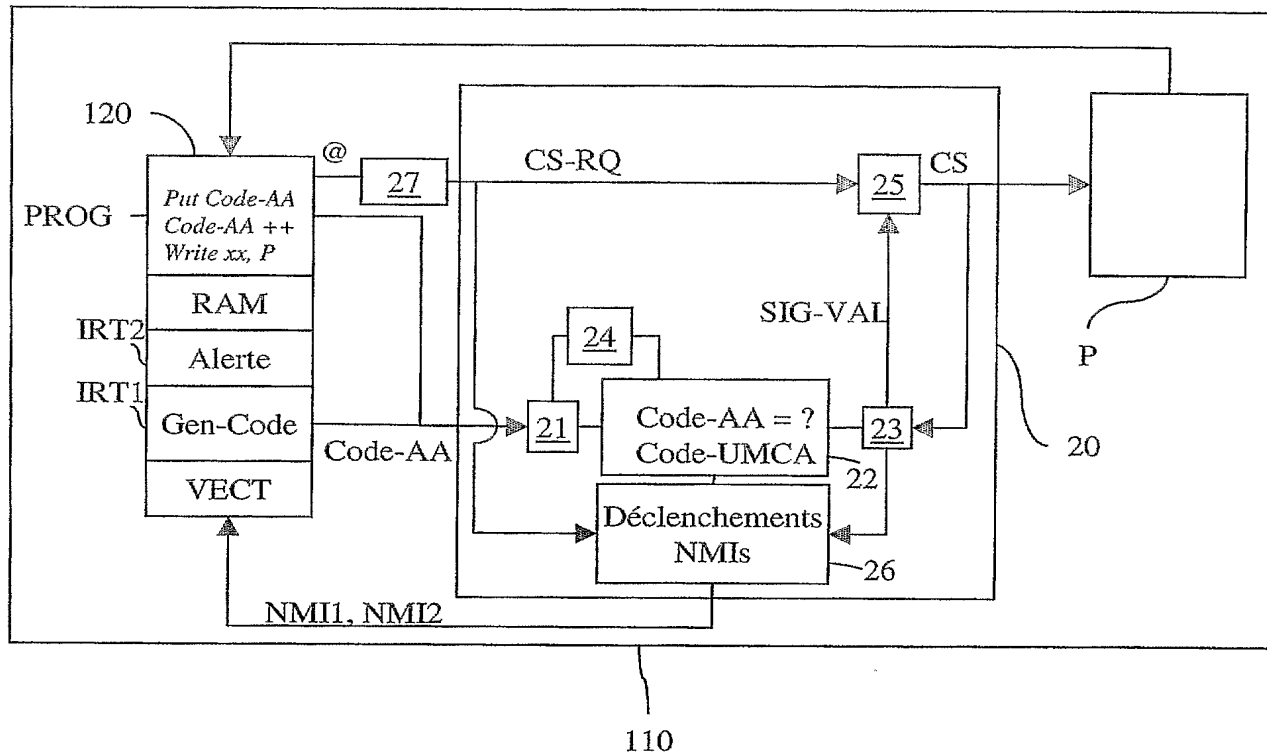 120
@
27
CS-RQ
25
CS
PROG
Put Code-AA
Code-AA ++
Write xx, P
RAM
IRT2
Alerte
IRT1
Gen-Code
Code-AA
VECT
24
SIG-VAL
21
Code-AA = ?
Code-UMCA
22
23
20
P
Déclenchements
NMIs
26
NMI1, NMI2
110